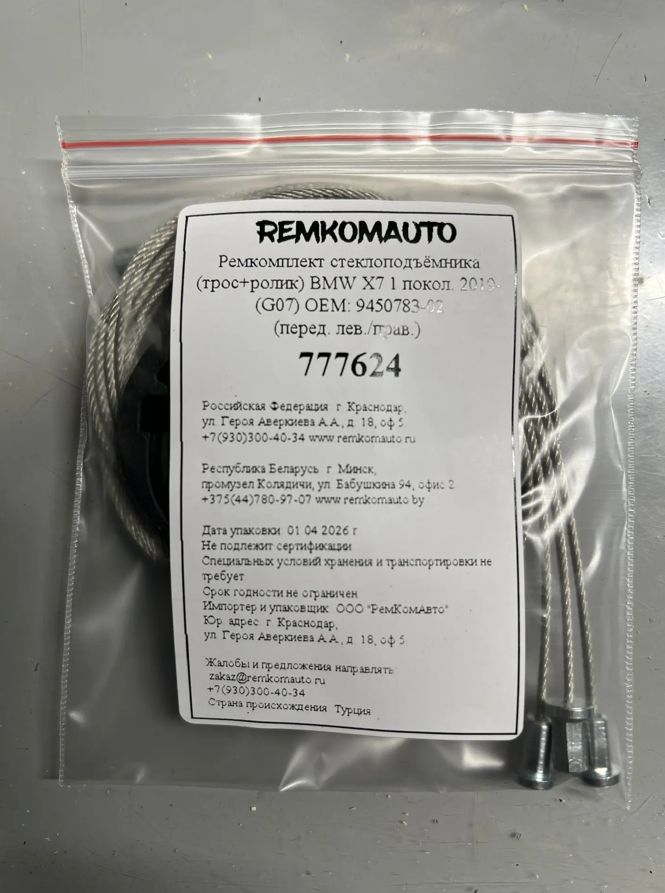 REMKOMAUTO
Ремкомплект стеклоподъёмника
(трос+ролик) BMW X7 1 покол. 2019-
(G07) OEM: 9450783-02
(перед. лев./прав.)
777624
Российская Федерация г. Краснодар,
ул. Героя Аверкиева А.А., д. 18, оф 5.
+7(930)300-40-34 www.remkomauto.ru
Республика Беларусь г. Минск,
промузел Колядичи, ул. Бабушкина 94, офис 2
+375(44)780-97-07 www.remkomauto.by
Дата упаковки 01.04.2026 г
Не подлежит сертификации
Специальных условий хранения и транспортировки не
требует
Срок годности не ограничен
Импортер и упаковщик ООО "РемКомАвто"
Юр. адрес г. Краснодар,
ул. Героя Аверкиева А.А., д. 18, оф 5.
Жалобы и предложения направлять
zakaz@remkomauto.ru
+7(930)300-40-34
Страна происхождения Турция